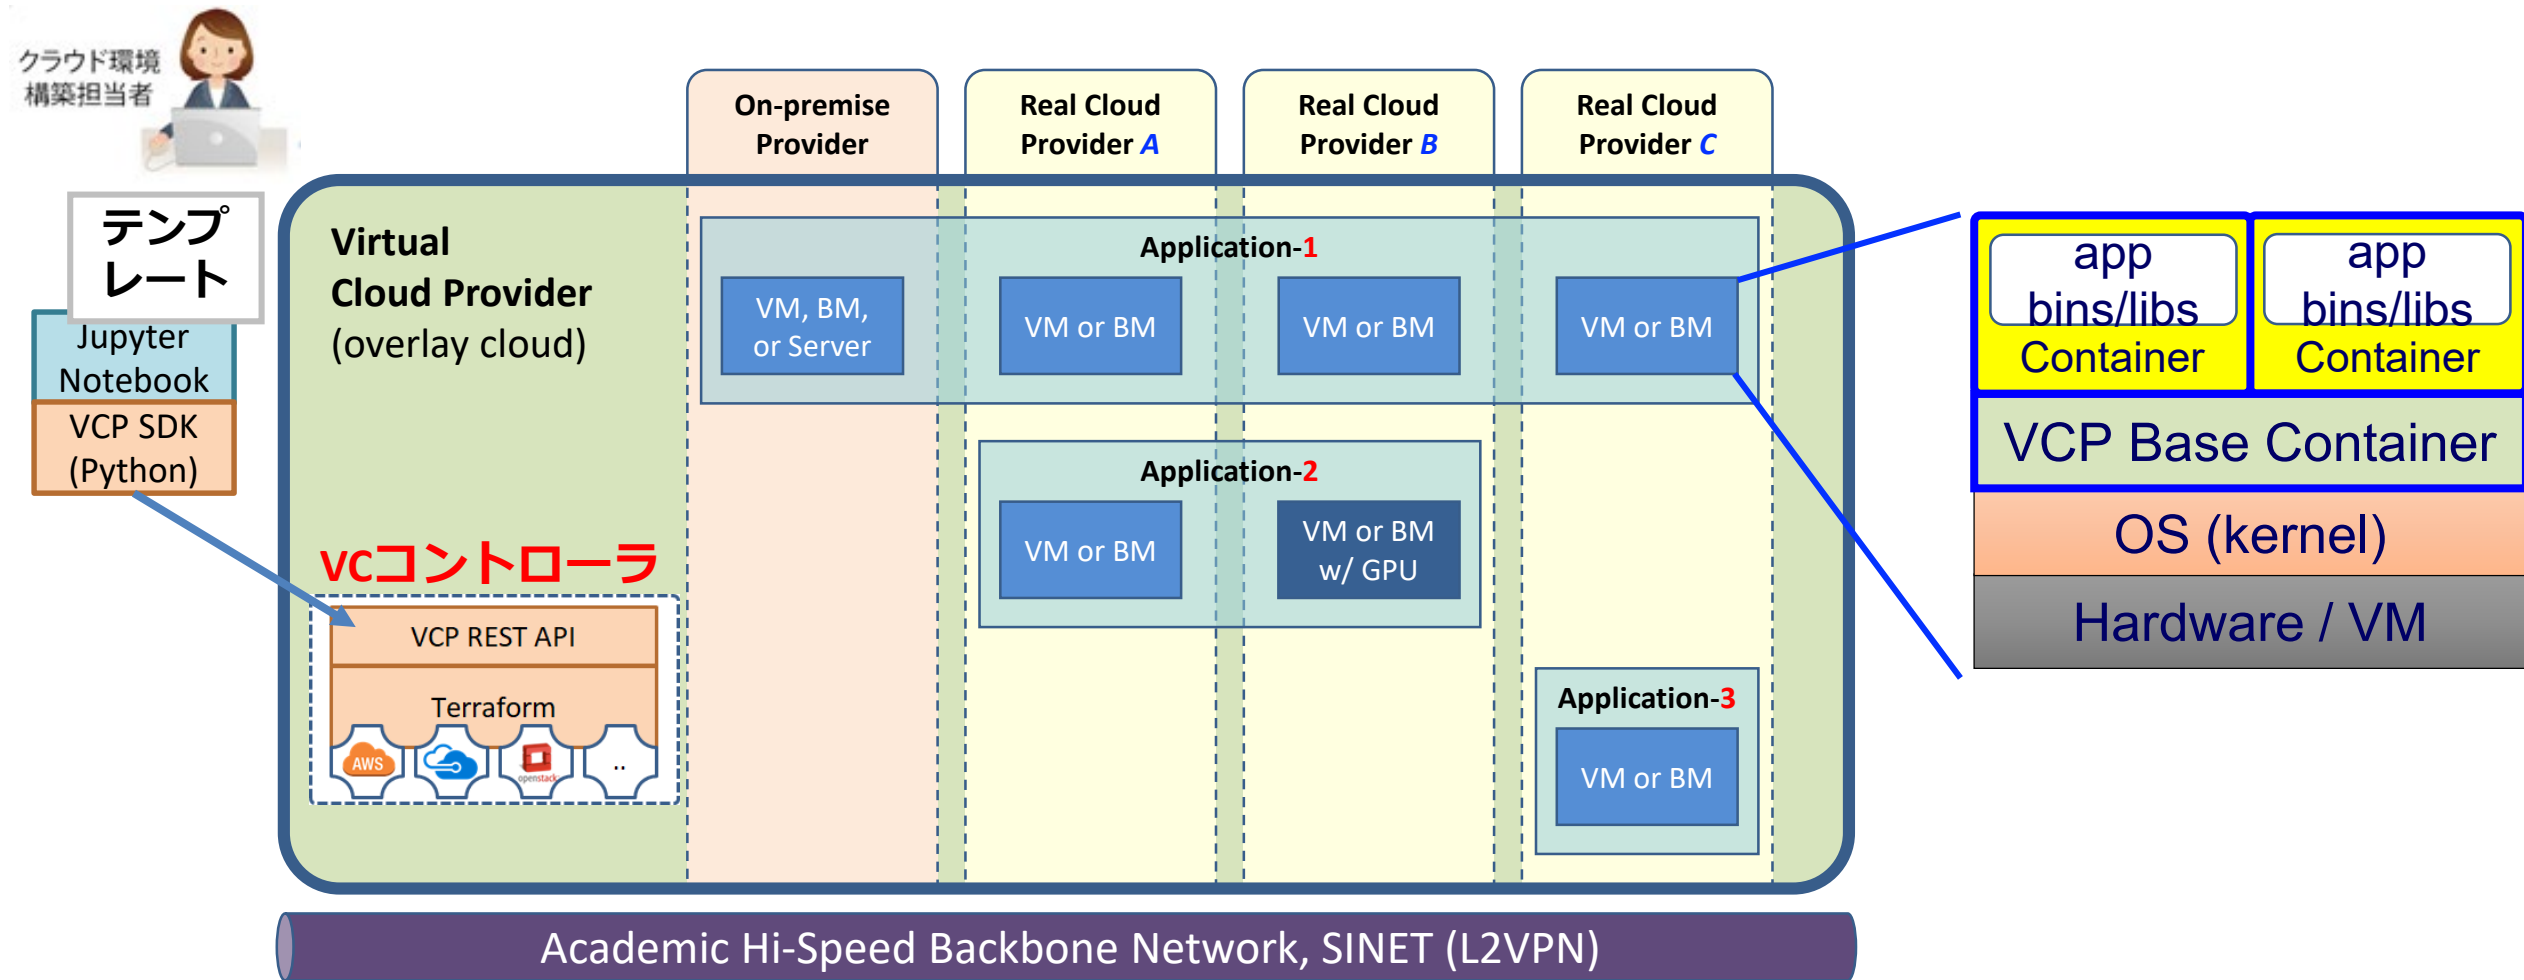 クラウド環境
構築担当者
テンプ
レート
Jupyter
Notebook
VCP SDK
(Python)
On-premise
Provider
Real Cloud
Provider A
Real Cloud
Provider B
Real Cloud
Provider C
Virtual
Cloud Provider
(overlay cloud)
Application-1
VM, BM,
or Server
VM or BM
VM or BM
VM or BM
Application-2
VM or BM
VM or BM
w/ GPU
Application-3
VM or BM
VCコントローラ
VCP REST API
Terraform
AWS
openstack
..
app
bins/libs
Container
app
bins/libs
Container
VCP Base Container
OS (kernel)
Hardware / VM
Academic Hi-Speed Backbone Network, SINET (L2VPN)